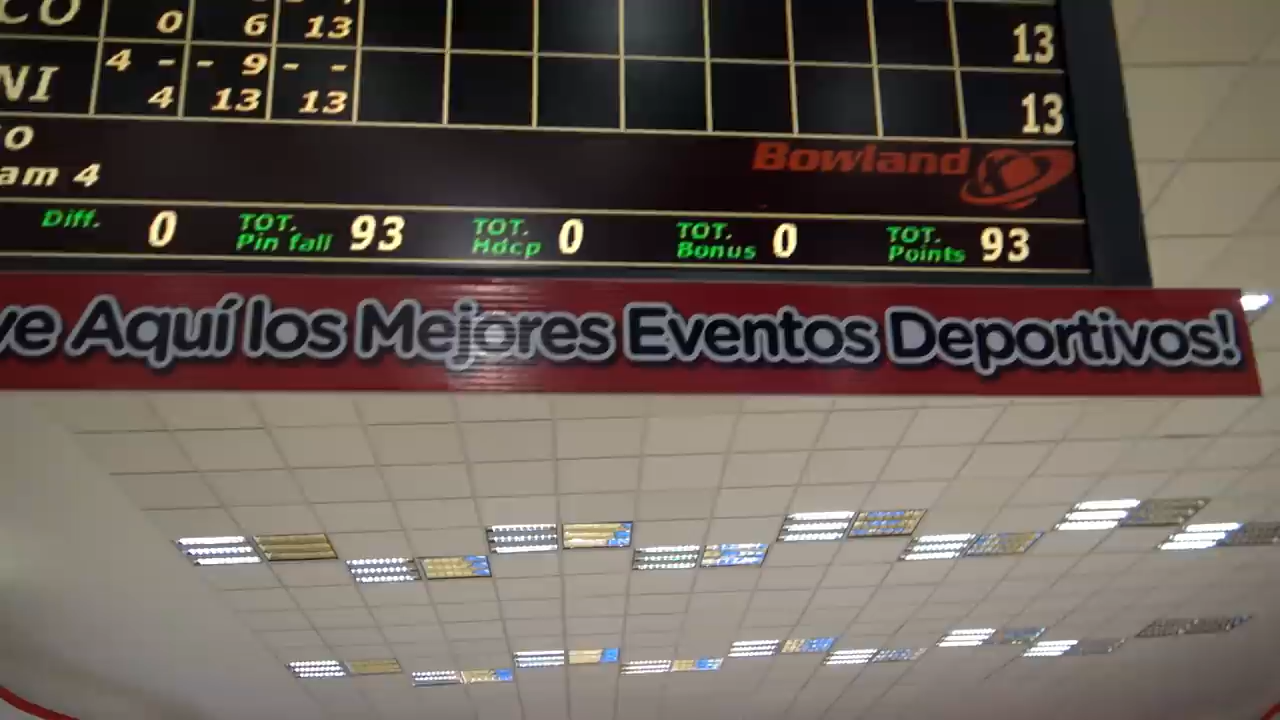 CO 0 6 13 13
4 - - 9 - -
NI 4 13 13 13
O
am 4
Bowland
Diff. 0 TOT. Pin fall 93 TOT. Hdcp 0 TOT. Bonus 0 TOT. Points 93
ve Aquí los Mejores Eventos Deportivos!